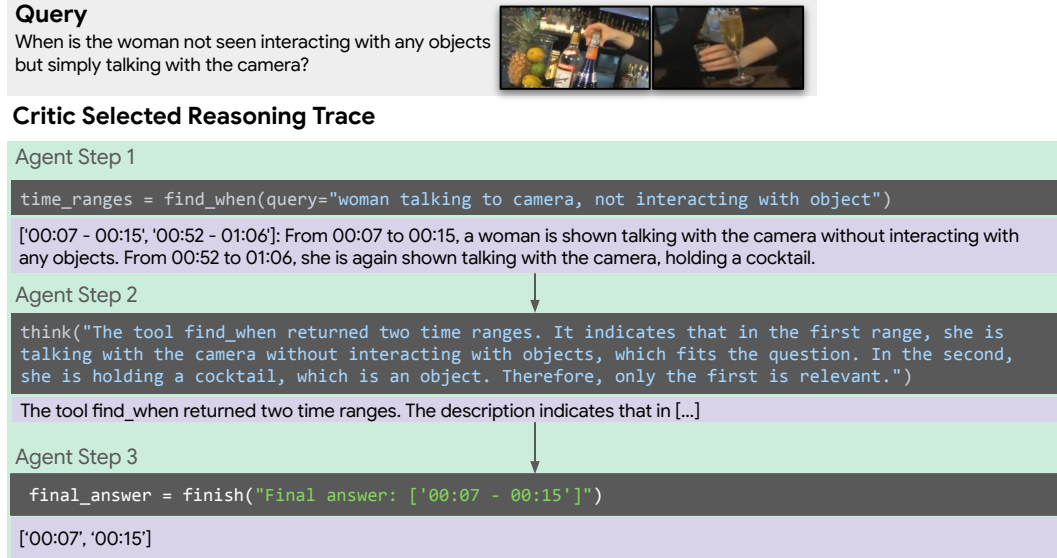 Query
When is the woman not seen interacting with any objects
but simply talking with the camera?
Critic Selected Reasoning Trace
Agent Step 1
time_ranges = find_when(query="woman talking to camera, not interacting with object")
['00:07 - 00:15', '00:52 - 01:06']: From 00:07 to 00:15, a woman is shown talking with the camera without interacting with
any objects. From 00:52 to 01:06, she is again shown talking with the camera, holding a cocktail.
Agent Step 2
think("The tool find_when returned two time ranges. It indicates that in the first range, she is
talking with the camera without interacting with objects, which fits the question. In the second,
she is holding a cocktail, which is an object. Therefore, only the first is relevant.")
The tool find_when returned two time ranges. The description indicates that in [...]
Agent Step 3
final_answer = finish("Final answer: ['00:07 - 00:15']")
[‘00:07’, ‘00:15’]